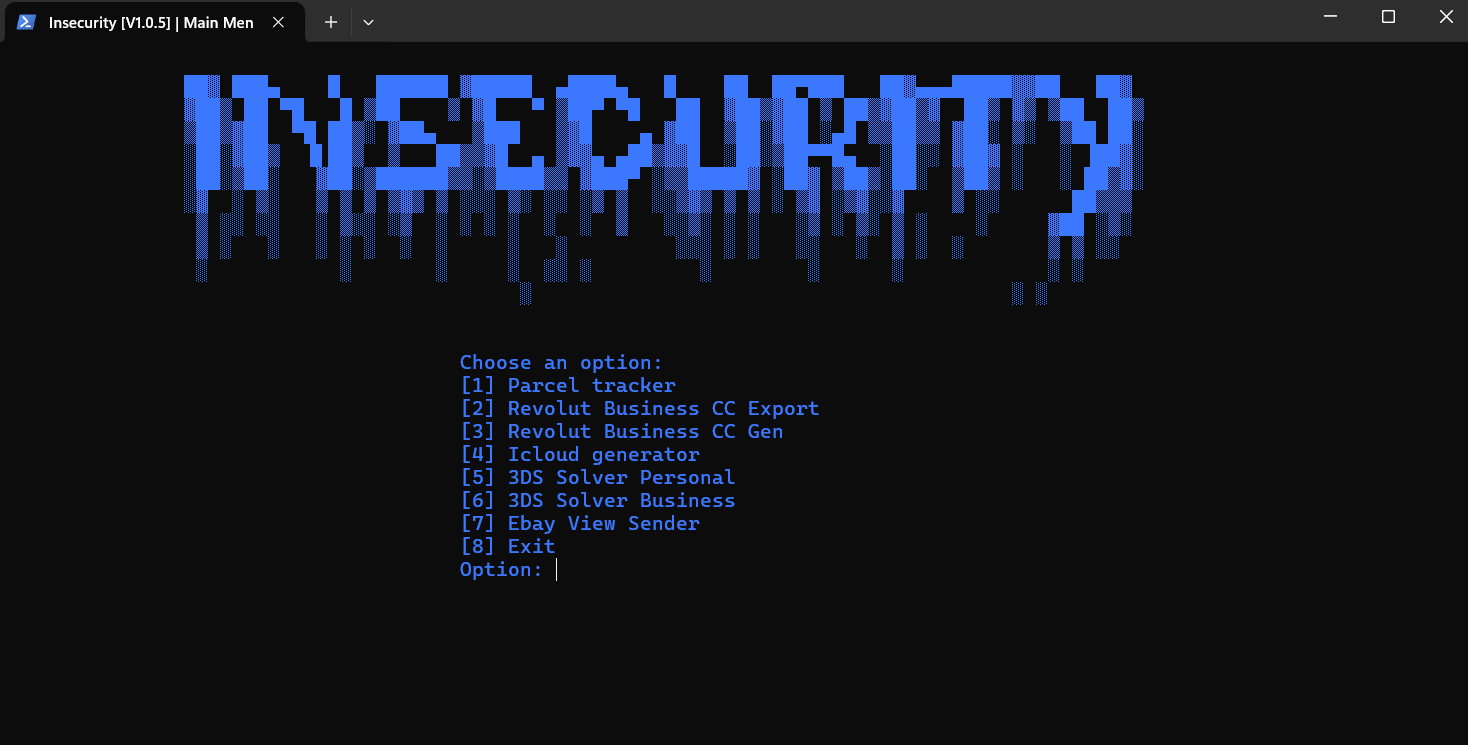 Insecurity [V1.0.5] | Main Men
INSECURITY
Choose an option:
[1] Parcel tracker
[2] Revolut Business CC Export
[3] Revolut Business CC Gen
[4] Icloud generator
[5] 3DS Solver Personal
[6] 3DS Solver Business
[7] Ebay View Sender
[8] Exit
Option: